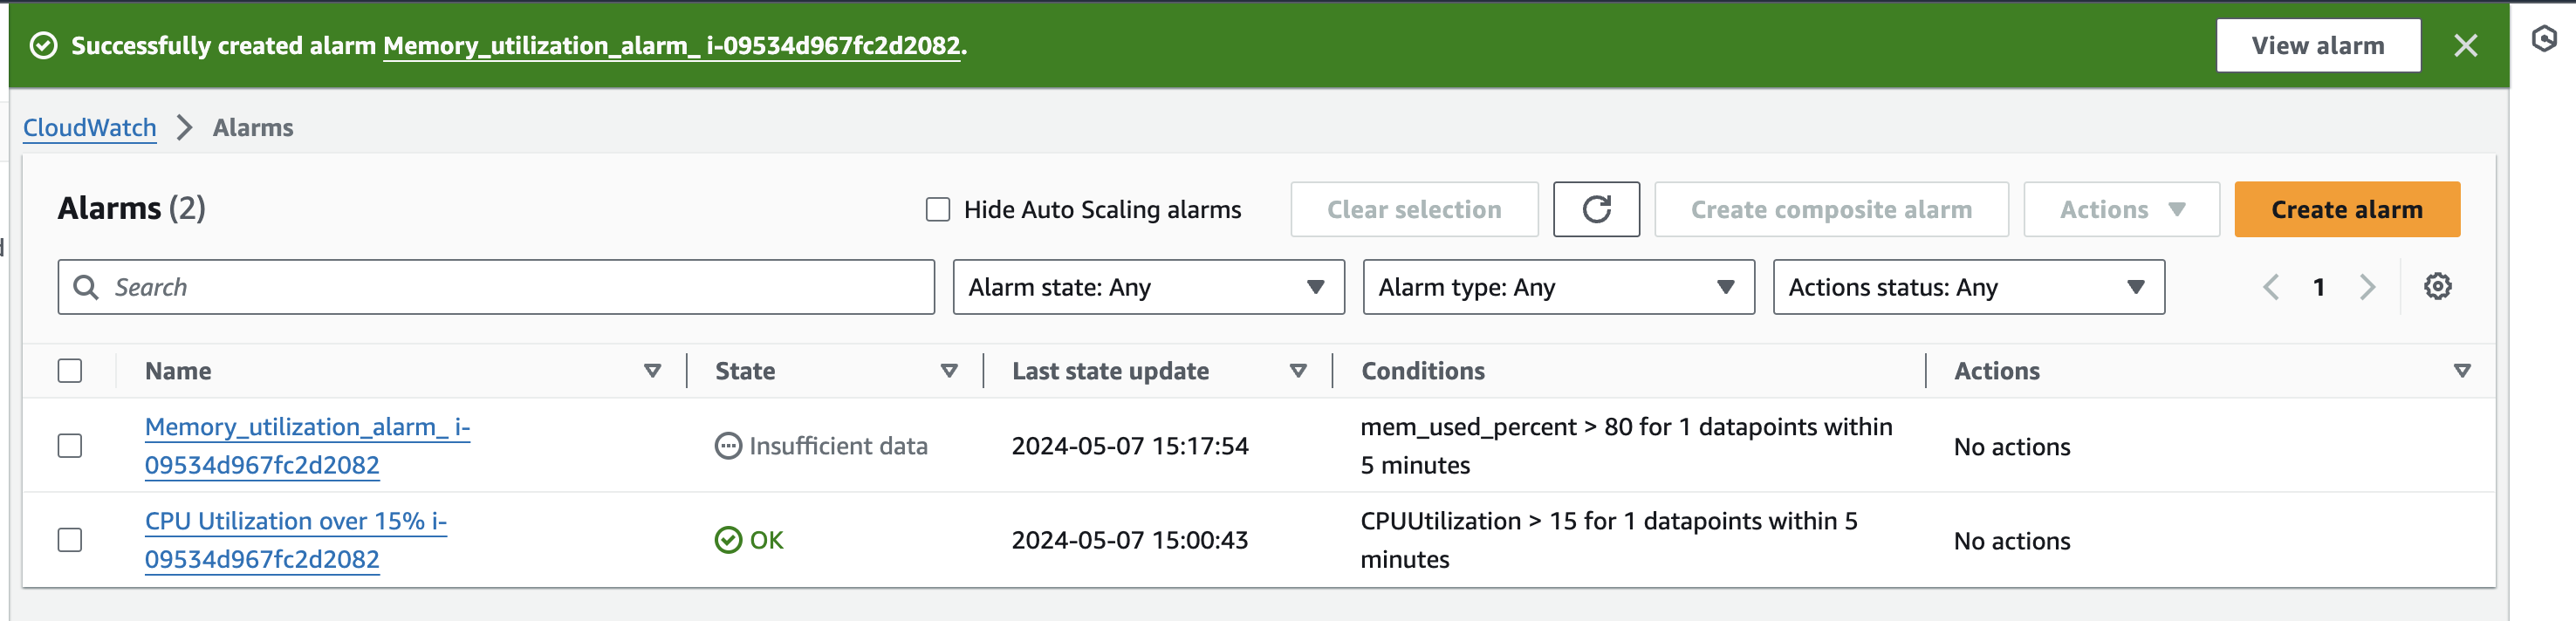 Successfully created alarm Memory_utilization_alarm_ i-09534d967fc2d2082.
View alarm
CloudWatch
Alarms
Alarms (2)
Hide Auto Scaling alarms
Clear selection
Create composite alarm
Actions
Create alarm
Search
Alarm state: Any
Alarm type: Any
Actions status: Any
1
Name
State
Last state update
Conditions
Actions
Memory_utilization_alarm_ i-
09534d967fc2d2082
Insufficient data
2024-05-07 15:17:54
mem_used_percent > 80 for 1 datapoints within
5 minutes
No actions
CPU Utilization over 15% i-
09534d967fc2d2082
OK
2024-05-07 15:00:43
CPUUtilization > 15 for 1 datapoints within 5
minutes
No actions